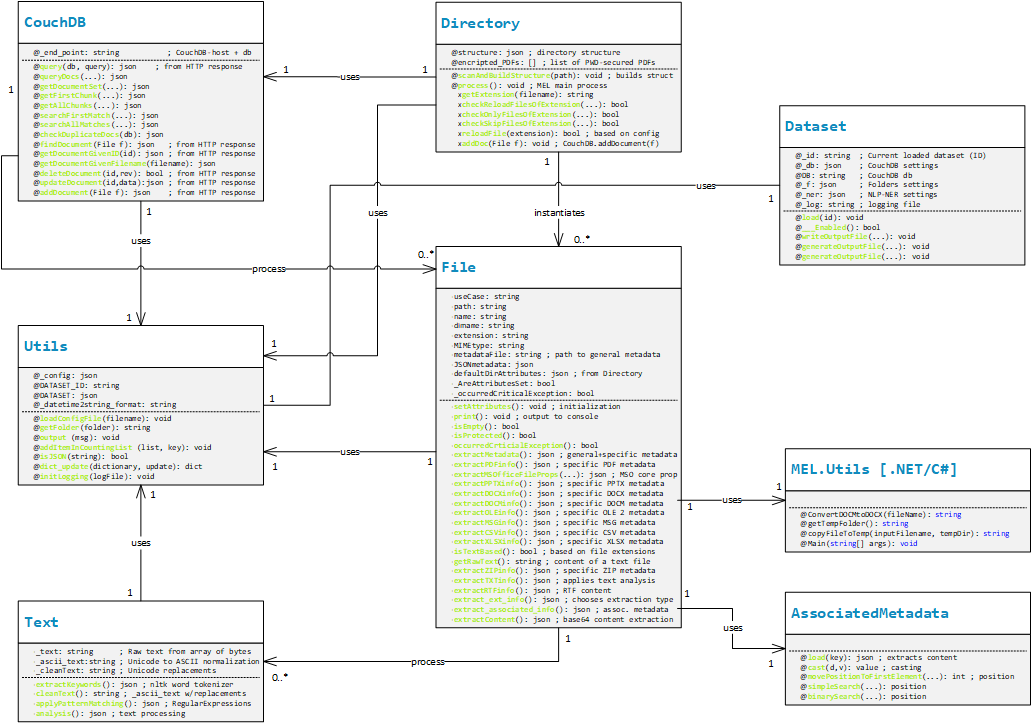 CouchDB
@_end_point: string ; CouchDB-host + db
@query(db, query): json ; from HTTP response
@queryDocs(...): json
@getDocumentSet(...): json
@getFirstChunk(...): json
@getAllChunks(...): json
@searchFirstMatch(...): json
@searchAllMatches(...): json
@checkDuplicateDocs(db): json
@findDocument(File f): json ; from HTTP response
@getDocumentGivenID(id): json ; from HTTP response
@getDocumentGivenFilename(filename): json
@deleteDocument(id,rev): bool ; from HTTP response
@updateDocument(id,data):json ; from HTTP response
@addDocument(File f): json ; from HTTP response
Directory
@structure: json ; directory structure
@encripted_PDFs: [] ; list of PWD-secured PDFs
@scanAndBuildStructure(path): void ; builds struct
@process(): void ; MEL main process
xgetExtension(filename): string
xcheckReloadFilesOfExtension(...): bool
xcheckOnlyFilesOfExtension(...): bool
xcheckSkipFilesOfExtension(...): bool
xreloadFile(extension): bool ; based on config
xaddDoc(File f): void ; CouchDB.addDocument(f)
Dataset
@_id: string ; Current loaded dataset (ID)
@_db: json ; CouchDB settings
@DB: string ; CouchDB db
@_f: json ; Folders settings
@_ner: json ; NLP-NER settings
@_log: string ; logging file
@load(id): void
@___Enabled(): bool
@writeOutputFile(...): void
@generateOutputFile(...): void
@generateOutputFile(...): void
1
uses
1
1
1
uses
uses
1
instantiates
0..*
uses
1
process
0..*
File
-useCase: string
-path: string
-name: string
-dirname: string
-extension: string
-MIMEtype: string
-metadataFile: string ; path to general metadata
-JSONmetadata: json
-defaultDirAttributes: json ; from Directory
-_AreAttributesSet: bool
-_occurredCriticalException: bool
-setAttributes(): void ; initialization
-print(): void ; output to console
-isEmpty(): bool
-isProtected(): bool
-occurredCrticialException(): bool
-extractMetadata(): json ; general+specific metadata
-extractPDFinfo(): json ; specific PDF metadata
-extractMSOfficeFileProps(...): json ; MSO core prop
-extractPPTXinfo(): json ; specific PPTX metadata
-extractDOCXinfo(): json ; specific DOCX metadata
-extractDOCMinfo(): json ; specific DOCM metadata
-extractOLEinfo(): json ; specific OLE 2 metadata
-extractMSGinfo(): json ; specific MSG metadata
-extractCSVinfo(): json ; specific CSV metadata
-extractXLSXinfo(): json ; specific XLSX metadata
-isTextBased(): bool ; based on file extensions
-getRawText(): string ; content of a text file
-extractZIPinfo(): json ; specific ZIP metadata
-extractTXTinfo(): json ; applies text analysis
-extractRTFinfo(): json ; RTF content
-extract_ext_info(): json ; chooses extraction type
-extract_associated_info(): json ; assoc. metadata
-extractContent(): json ; base64 content extraction
1
Utils
@_config: json
@DATASET_ID: string
@DATASET: json
@_datetime2string_format: string
@loadConfigFile(filename): void
@getFolder(folder): string
@output (msg): void
@addItemInCountingList (list, key): void
@isJSON(string): bool
@dict_update(dictionary, update): dict
@initLogging(logFile): void
1
1
uses
1
1
1
uses
1
MEL.Utils [.NET/C#]
@ConvertDOCMtoDOCX(fileName): string
@getTempFolder(): string
@copyFileToTemp(inputFilename, tempDir): string
@Main(string[] args): void
1
uses
1
Text
-_text: string ; Raw text from array of bytes
-_ascii_text:string ; Unicode to ASCII normalization
-_cleanText: string ; Unicode replacements
-extractKeywords(): json ; nltk word tokenizer
-cleanText(): string ; _ascii_text w/replacements
-applyPatternMatching(): json ; RegularExpressions
-analysis(): json ; text processing
1
process
0..*
1
uses
1
AssociatedMetadata
@load(key): json ; extracts content
@cast(d,v): value ; casting
@movePositionToFirstElement(...): int ; position
@simpleSearch(...): position
@binarySearch(...): position